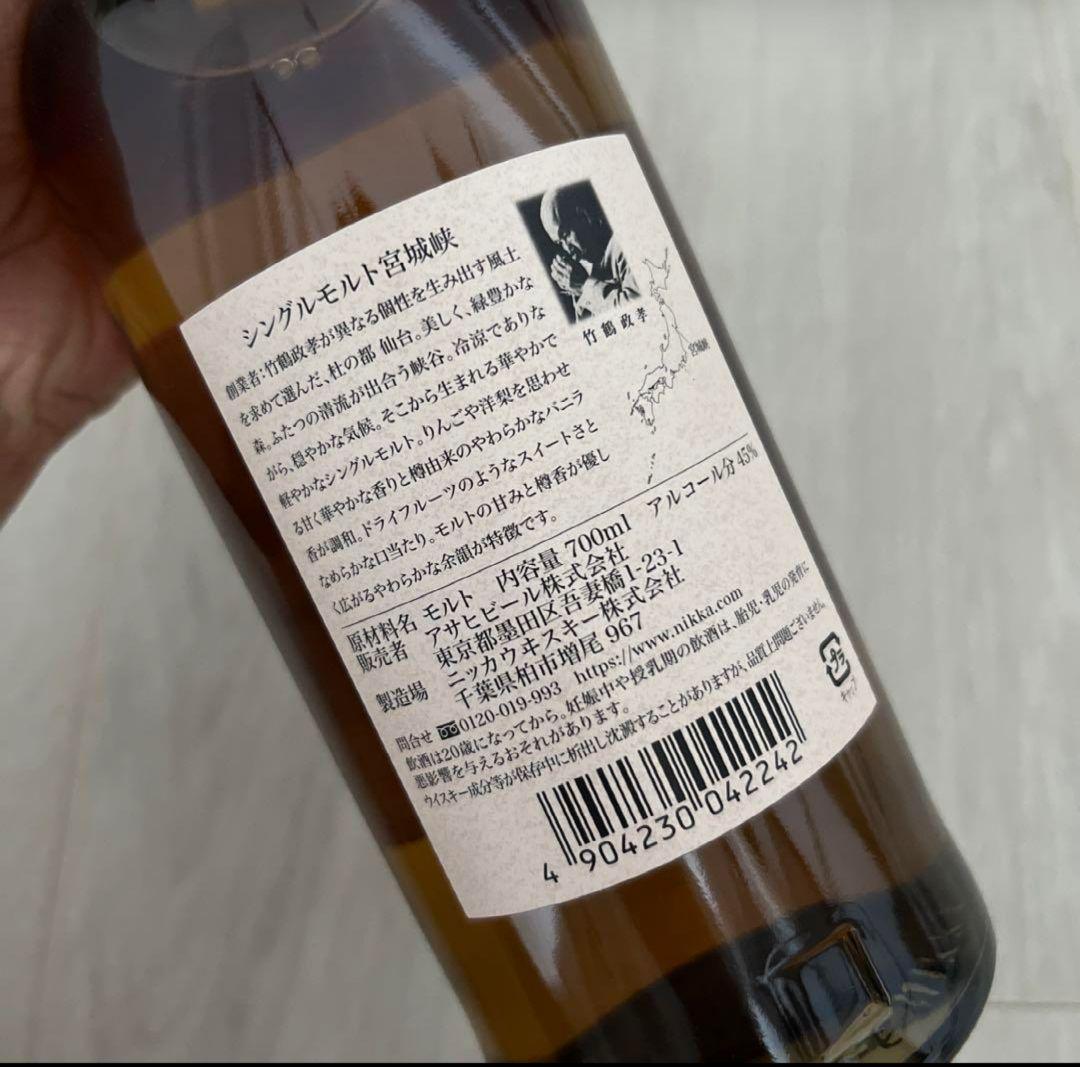 シングルモルト宮城峡
創業者:竹鶴政孝が異なる個性を生み出す風土
を求めて選んだ、杜の都 仙台。美しく、緑豊かな
森。ふたつの清流が出合う峡谷。冷涼でありな
がら、穏やかな気候。そこから生まれる華やかで
軽やかなシングルモルト。りんごや洋梨を思わせ
る甘く華やかな香りと樽由来のやわらかなバニラ
香が調和。ドライフルーツのようなスイートさと
なめらかな口当たり。モルトの甘みと樽香が優し
く広がるやわらかな余韻が特徴です。
竹鶴政孝
宮城峡
原材料名 モルト 内容量 700ml アルコール分 45%
販売者 アサヒビール株式会社
東京都墨田区吾妻橋1-23-1
製造場 ニッカウヰスキー株式会社
千葉県柏市増尾 967
問合せ 0120-019-993 https://www.nikka.com
飲酒は20歳になってから。妊娠中や授乳期の飲酒は、胎児・乳児の発育に
悪影響を与えるおそれがあります。
ウイスキー成分等が保存中に析出し沈澱することがありますが、品質上問題ございません。
プラ
キャップ
4 904230 042242